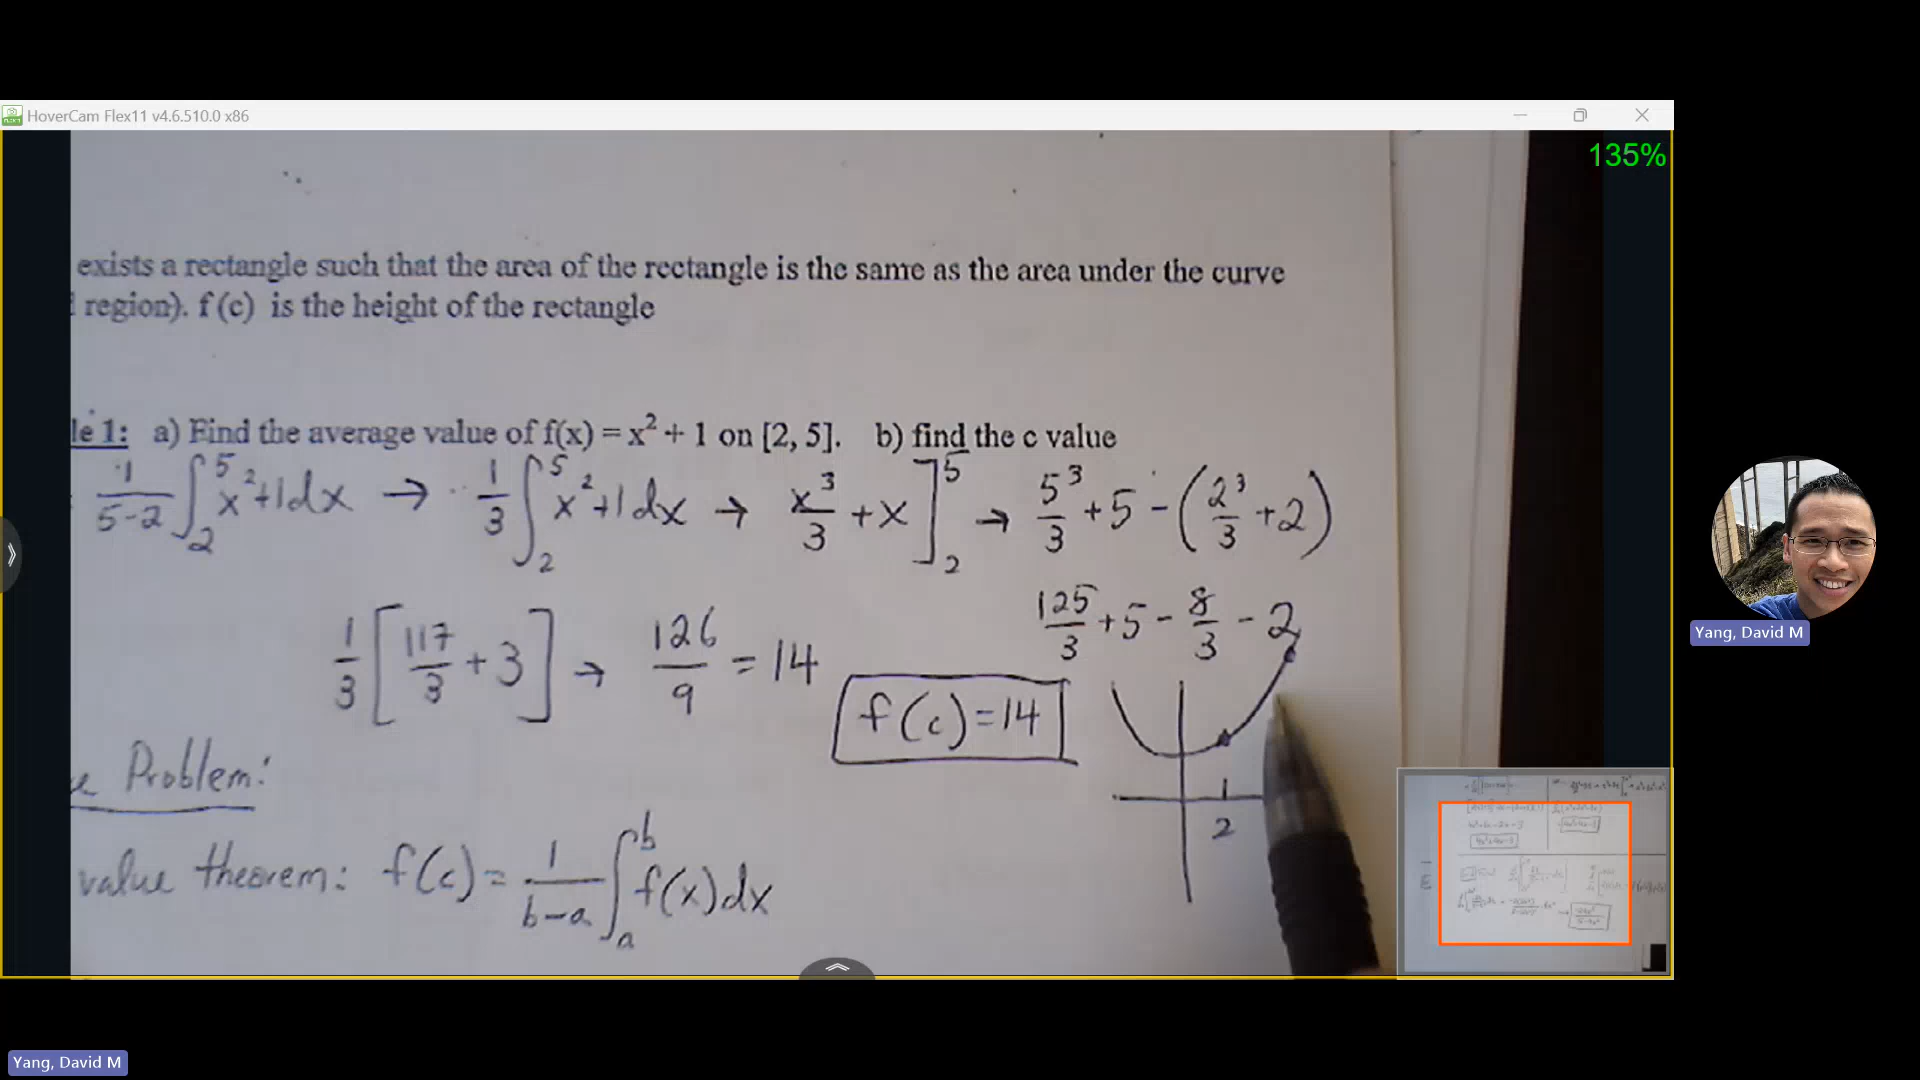 HoverCam Flex11 v4.6.510.0 x86
135%
exists a rectangle such that the area of the rectangle is the same as the area under the curve
region). f (c) is the height of the rectangle
le 1: a) Find the average value of f(x) = x² + 1 on [2, 5]. b) find the c value
1/(5-2) ∫₂⁵ x²+1dx → 1/3 ∫₂⁵ x²+1dx → x³/3 + x ]₂⁵ → 5³/3 + 5 - (2³/3 + 2)
125/3 + 5 - 8/3 - 2
1/3 [117/3 + 3] → 126/9 = 14
f(c) = 14
Problem:
2
value theorem: f(c) = 1/(b-a) ∫ₐᵇ f(x)dx
Yang, David M
Yang, David M